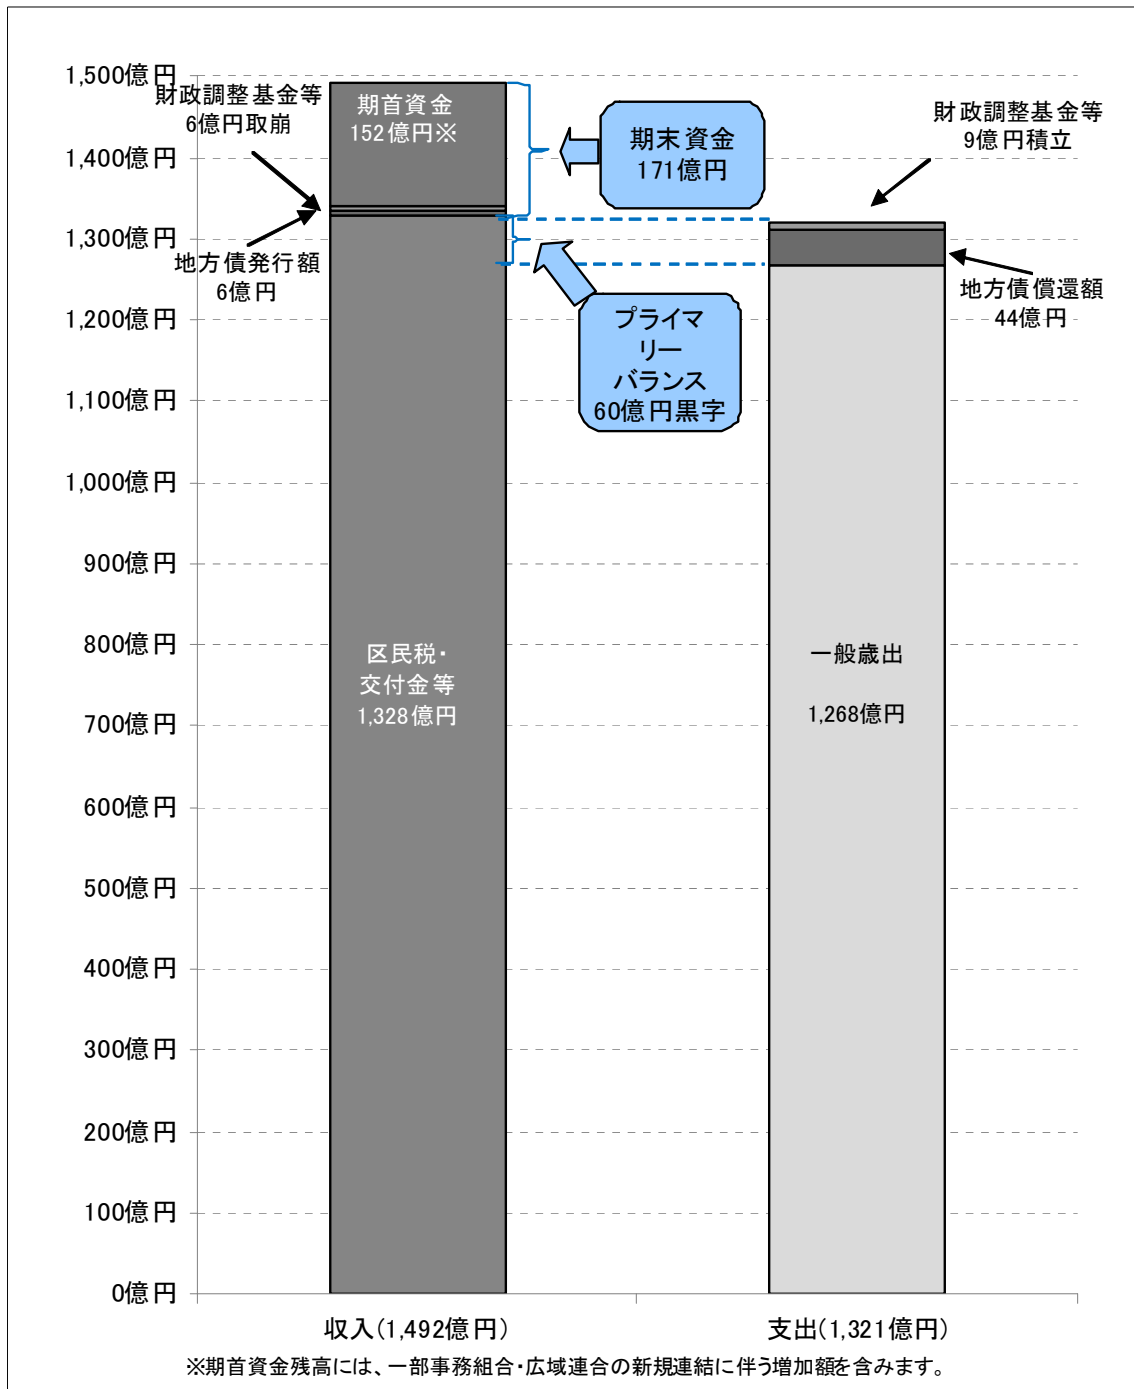 1,500億円
財政調整基金等
6億円取崩
期首資金
152億円※
期末資金
171億円
財政調整基金等
9億円積立
1,400億円
1,300億円
地方債発行額
6億円
地方債償還額
44億円
プライマ
リー
バランス
60億円黒字
1,200億円
1,100億円
1,000億円
900億円
800億円
区民税・
交付金等
1,328億円
一般歳出
1,268億円
700億円
600億円
500億円
400億円
300億円
200億円
100億円
0億円
収入(1,492億円)
支出(1,321億円)
※期首資金残高には、一部事務組合・広域連合の新規連結に伴う増加額を含みます。